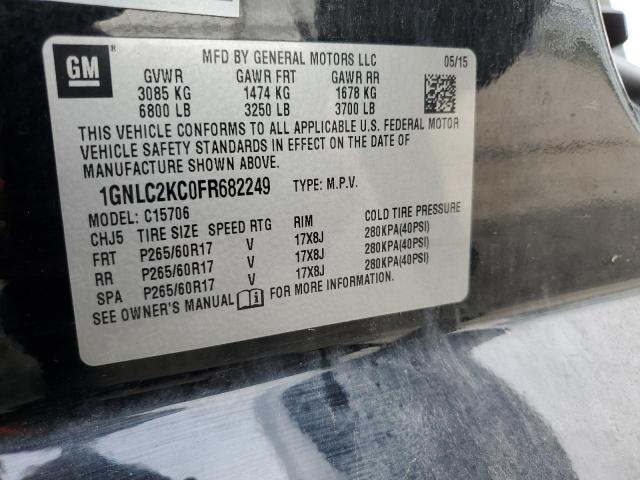 GM ®
MFD BY GENERAL MOTORS LLC 05/15
GVWR GAWR FRT GAWR RR
3085 KG 1474 KG 1678 KG
6800 LB 3250 LB 3700 LB
THIS VEHICLE CONFORMS TO ALL APPLICABLE U.S. FEDERAL MOTOR
VEHICLE SAFETY STANDARDS IN EFFECT ON THE DATE OF
MANUFACTURE SHOWN ABOVE.
1GNLC2KC0FR682249 TYPE: M.P.V.
MODEL: C15706
CHJ5 TIRE SIZE SPEED RTG RIM COLD TIRE PRESSURE
FRT P265/60R17 V 17X8J 280KPA(40PSI)
RR P265/60R17 V 17X8J 280KPA(40PSI)
SPA P265/60R17 V 17X8J 280KPA(40PSI)
SEE OWNER'S MANUAL i FOR MORE INFORMATION.